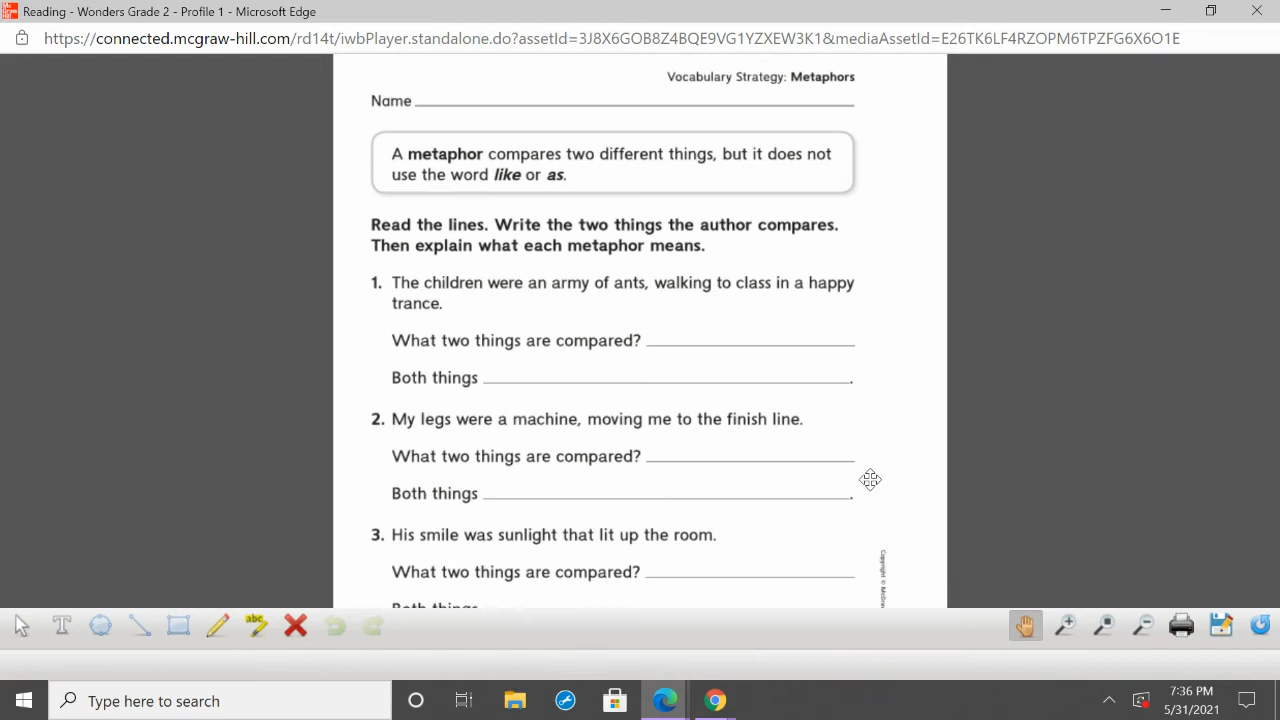 Reading - Wonders Grade 2 - Profile 1 - Microsoft Edge
https://connected.mcgraw-hill.com/rd14t/iwbPlayer.standalone.do?assetId=3J8X6GOB8Z4BQE9VG1YZXEW3K1&mediaAssetId=E26TK6LF4RZOPM6TPZFG6X6O1E
Vocabulary Strategy: Metaphors
Name
A metaphor compares two different things, but it does not
use the word like or as.
Read the lines. Write the two things the author compares.
Then explain what each metaphor means.
1. The children were an army of ants, walking to class in a happy
trance.
What two things are compared?
Both things .
2. My legs were a machine, moving me to the finish line.
What two things are compared?
Both things .
3. His smile was sunlight that lit up the room.
What two things are compared?
Both things
Copyright ©
T
abc
Type here to search
7:36 PM
5/31/2021